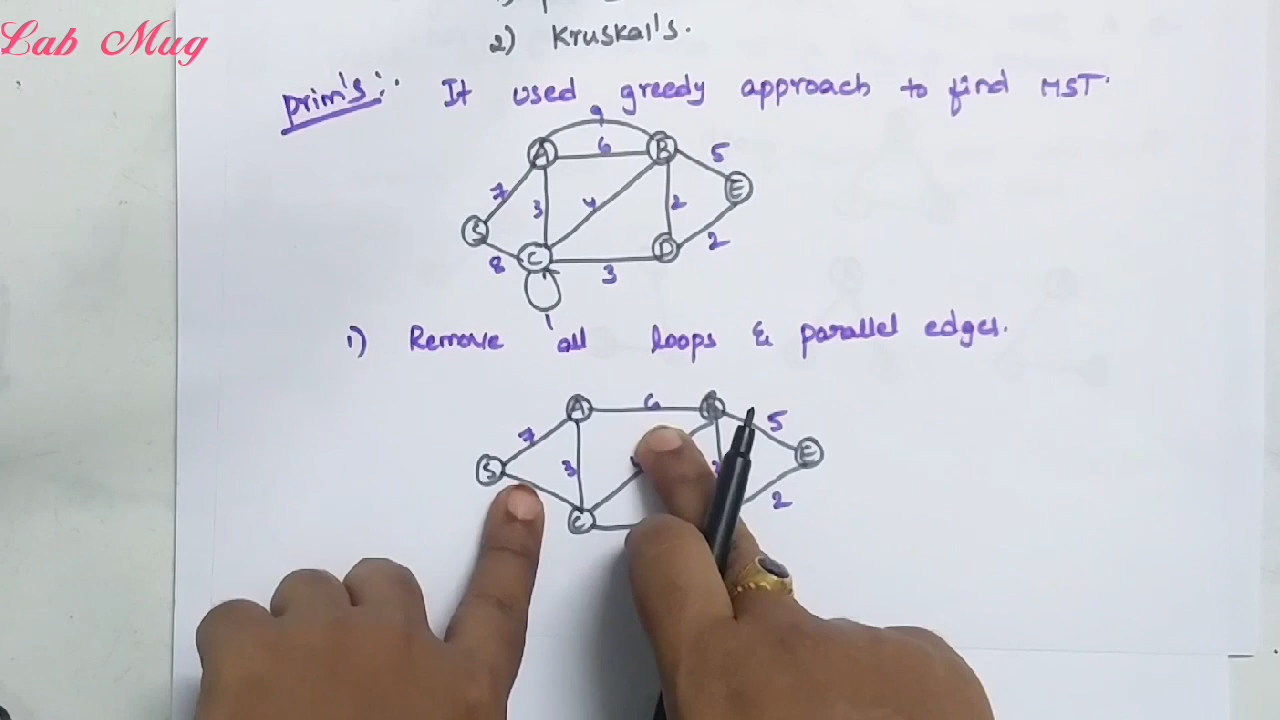 Lab Mug
2) Kruskal's.
prim's :- It used greedy approach to find MST.
9
A 6 B 5
7 3 4 2 E
S
8 C 3 D 2
1
1) Remove all loops & parallel edges.
A 6 B 5
7 3 E
S
C 2